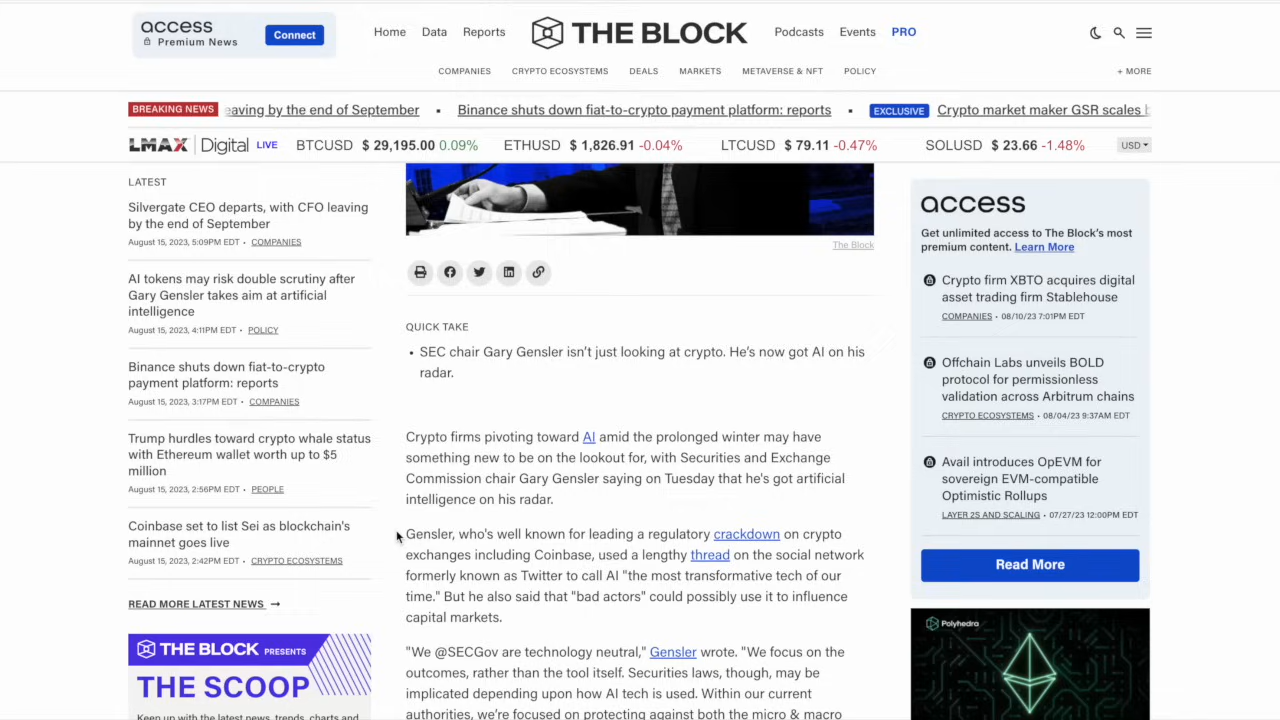 access
Premium News
Connect
Home
Data
Reports
THE BLOCK
Podcasts
Events
PRO
COMPANIES
CRYPTO ECOSYSTEMS
DEALS
MARKETS
METAVERSE & NFT
POLICY
+ MORE
BREAKING NEWS
eaving by the end of September
▪ Binance shuts down fiat-to-crypto payment platform: reports
▪ EXCLUSIVE Crypto market maker GSR scales
LMAX | Digital LIVE
BTCUSD $ 29,195.00 0.09%
ETHUSD $ 1,826.91 -0.04%
LTCUSD $ 79.11 -0.47%
SOLUSD $ 23.66 -1.48%
USD
LATEST
Silvergate CEO departs, with CFO leaving
by the end of September
August 15, 2023, 5:09PM EDT • COMPANIES
AI tokens may risk double scrutiny after
Gary Gensler takes aim at artificial
intelligence
August 15, 2023, 4:11PM EDT • POLICY
Binance shuts down fiat-to-crypto
payment platform: reports
August 15, 2023, 3:17PM EDT • COMPANIES
Trump hurdles toward crypto whale status
with Ethereum wallet worth up to $5
million
August 15, 2023, 2:56PM EDT • PEOPLE
Coinbase set to list Sei as blockchain's
mainnet goes live
August 15, 2023, 2:42PM EDT • CRYPTO ECOSYSTEMS
READ MORE LATEST NEWS →
THE BLOCK PRESENTS
THE SCOOP
Keep up with the latest news, trends, charts and
The Block
QUICK TAKE
• SEC chair Gary Gensler isn't just looking at crypto. He's now got AI on his
radar.
Crypto firms pivoting toward AI amid the prolonged winter may have
something new to be on the lookout for, with Securities and Exchange
Commission chair Gary Gensler saying on Tuesday that he's got artificial
intelligence on his radar.
Gensler, who's well known for leading a regulatory crackdown on crypto
exchanges including Coinbase, used a lengthy thread on the social network
formerly known as Twitter to call AI "the most transformative tech of our
time." But he also said that "bad actors" could possibly use it to influence
capital markets.
"We @SECGov are technology neutral," Gensler wrote. "We focus on the
outcomes, rather than the tool itself. Securities laws, though, may be
implicated depending upon how AI tech is used. Within our current
authorities, we're focused on protecting against both the micro & macro
access
Get unlimited access to The Block's most
premium content. Learn More
Crypto firm XBTO acquires digital
asset trading firm Stablehouse
COMPANIES • 08/10/23 7:01PM EDT
Offchain Labs unveils BOLD
protocol for permissionless
validation across Arbitrum chains
CRYPTO ECOSYSTEMS • 08/04/23 9:37AM EDT
Avail introduces OpEVM for
sovereign EVM-compatible
Optimistic Rollups
LAYER 2S AND SCALING • 07/27/23 12:00PM EDT
Read More
Polyhedra